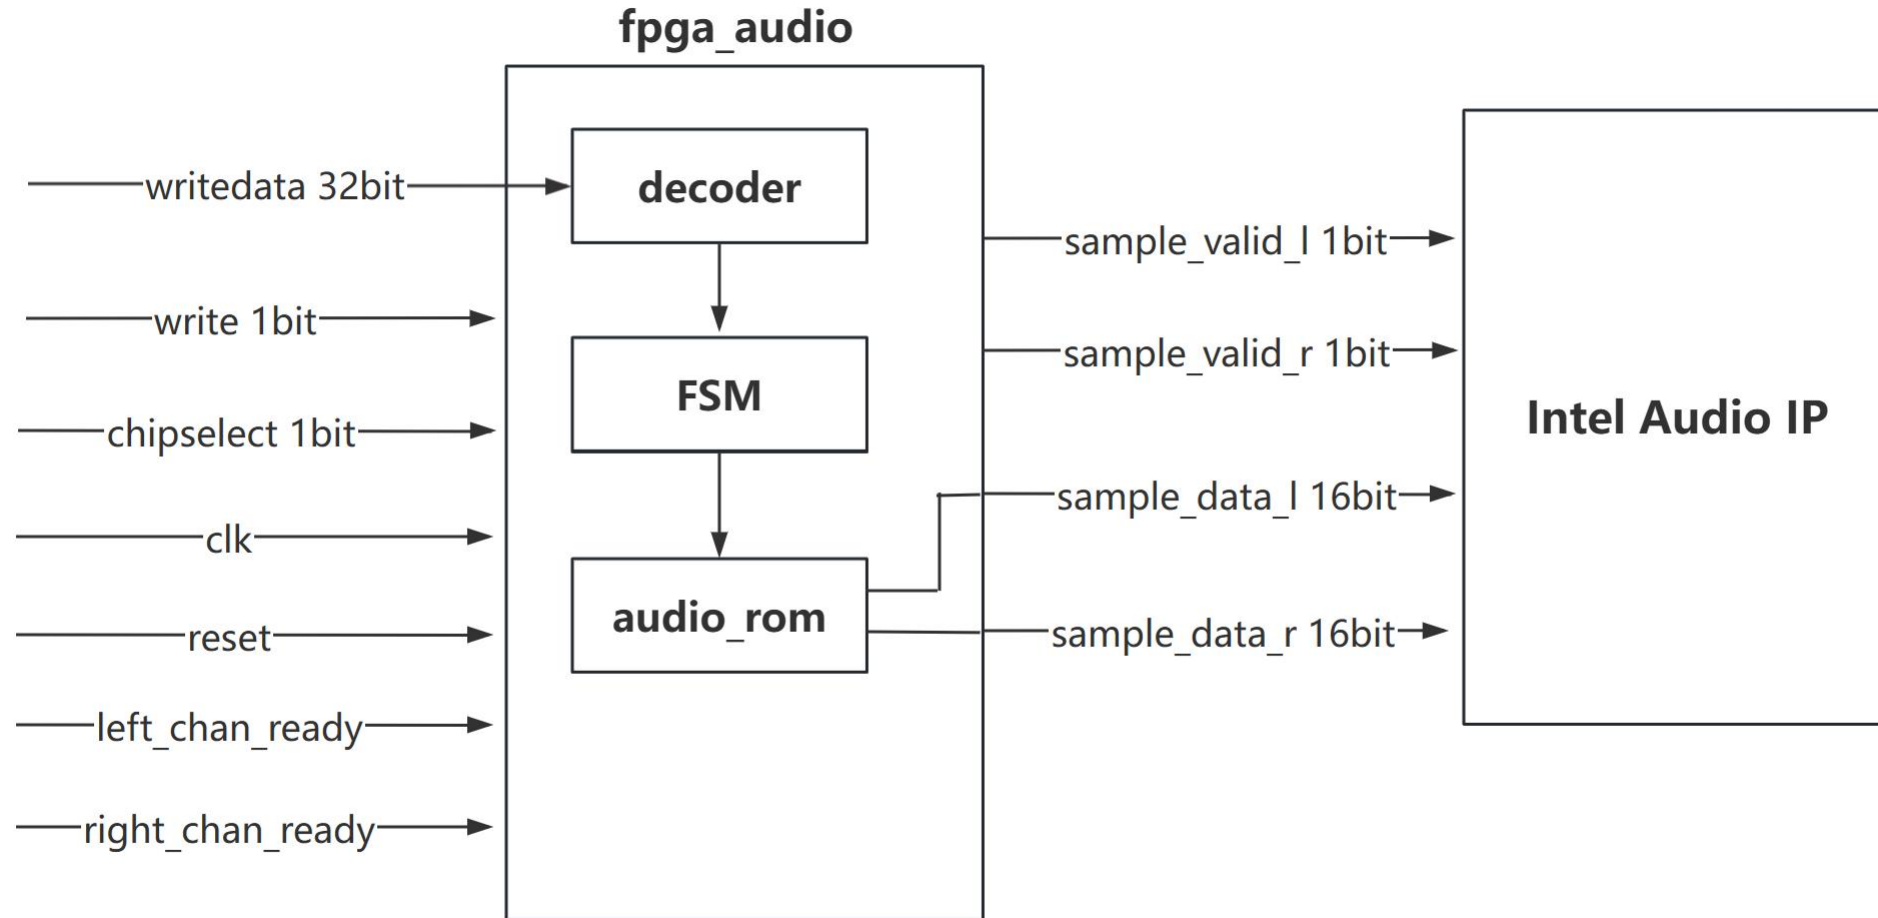 fpga_audio
writedata 32bit
write 1bit
chipselect 1bit
clk
reset
left_chan_ready
right_chan_ready
decoder
FSM
audio_rom
sample_valid_l 1bit
sample_valid_r 1bit
sample_data_l 16bit
sample_data_r 16bit
Intel Audio IP